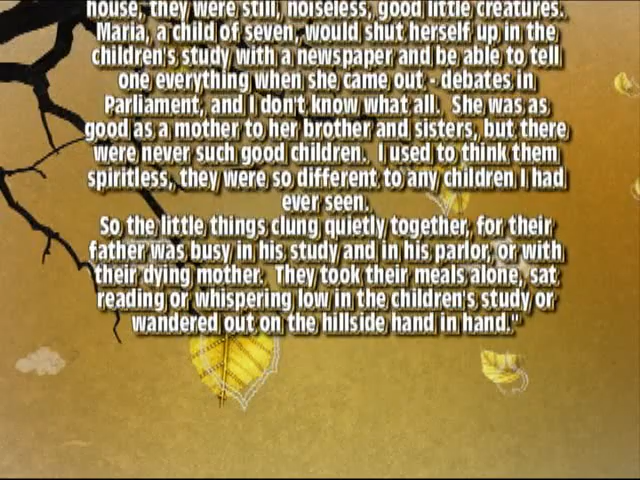 house, they were still, noiseless, good little creatures.
Maria, a child of seven, would shut herself up in the
children's study with a newspaper and be able to tell
one everything when she came out - debates in
Parliament, and I don't know what all.  She was as
good as a mother to her brother and sisters, but there
were never such good children.  I used to think them
spiritless, they were so different to any children I had
ever seen.
So the little things clung quietly together, for their
father was busy in his study and in his parlor, or with
their dying mother.  They took their meals alone, sat
reading or whispering low in the children's study or
wandered out on the hillside hand in hand."